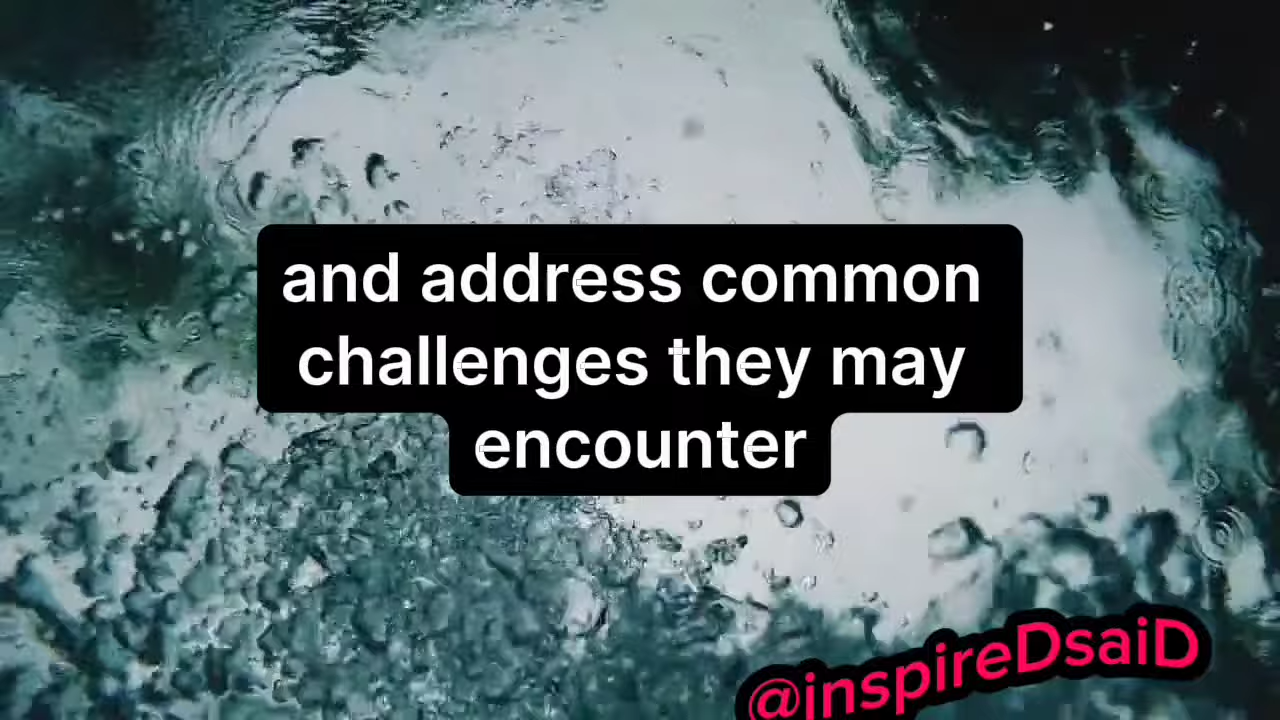 and address common
challenges they may
encounter
@inspireDsaiD